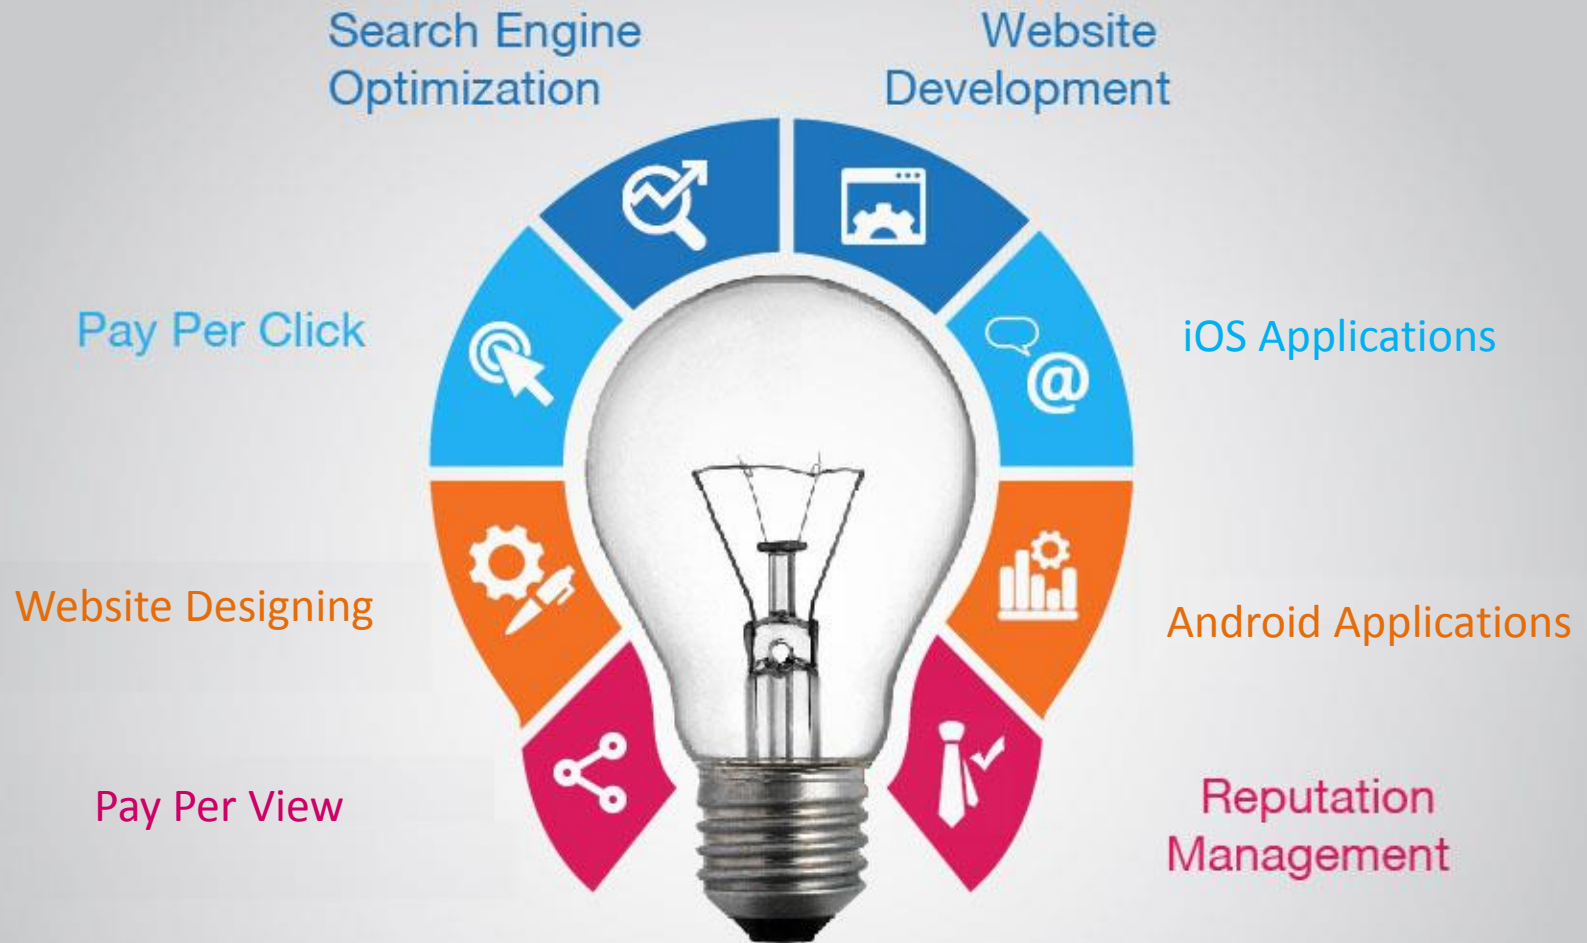 Search Engine
Optimization
Website
Development
Pay Per Click
iOS Applications
Website Designing
Android Applications
Pay Per View
Reputation
Management
@